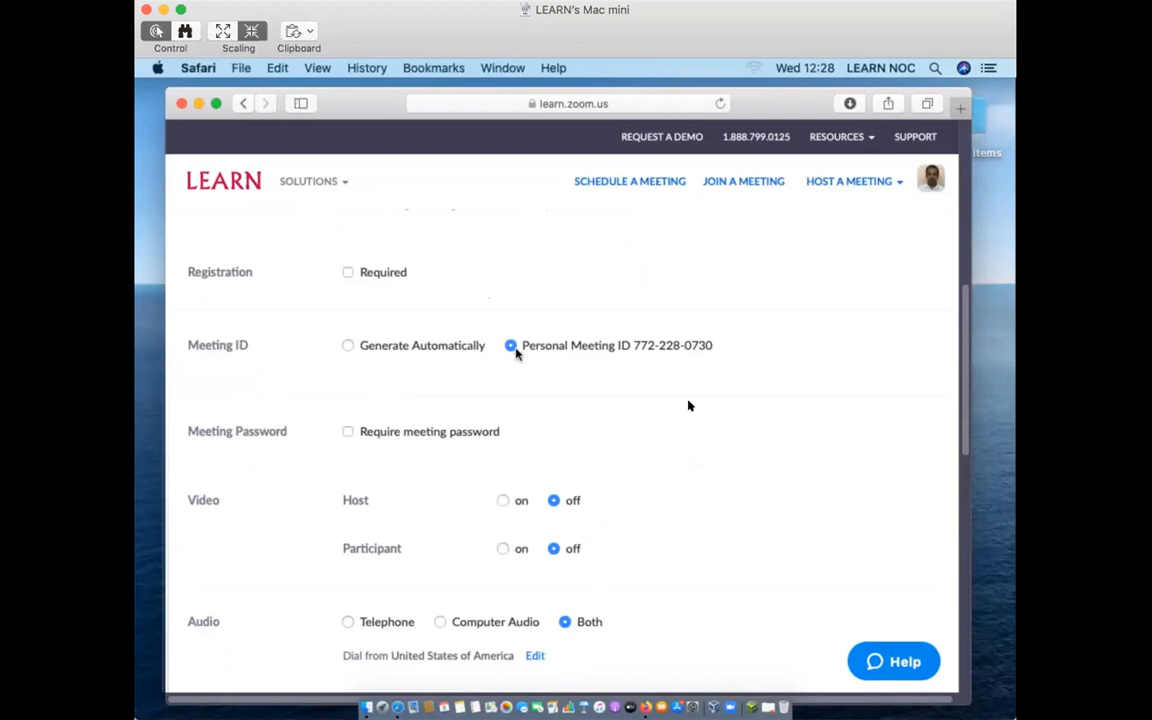 LEARN's Mac mini
Control Scaling Clipboard
Safari File Edit View History Bookmarks Window Help Wed 12:28 LEARN NOC
learn.zoom.us
Items
REQUEST A DEMO 1.888.799.0125 RESOURCES SUPPORT
LEARN SOLUTIONS SCHEDULE A MEETING JOIN A MEETING HOST A MEETING
Registration Required
Meeting ID Generate Automatically Personal Meeting ID 772-228-0730
Meeting Password Require meeting password
Video Host on off
Participant on off
Audio Telephone Computer Audio Both
Dial from United States of America Edit
Help